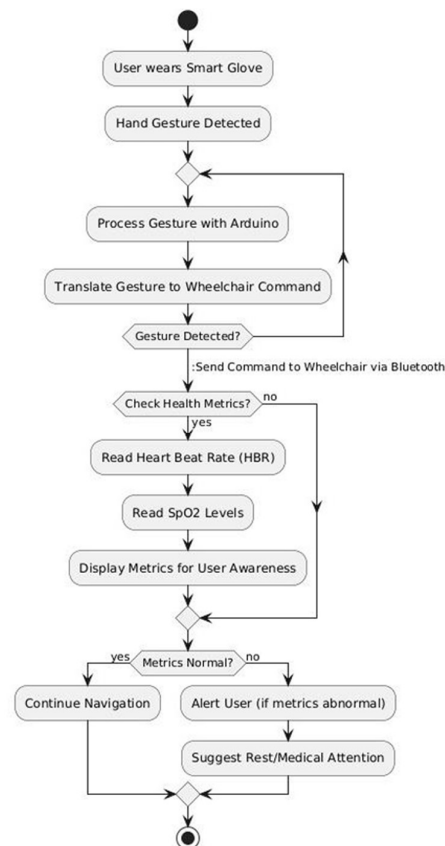 User wears Smart Glove
Hand Gesture Detected
Process Gesture with Arduino
Translate Gesture to Wheelchair Command
Gesture Detected?
:Send Command to Wheelchair via Bluetooth
Check Health Metrics?
no
yes
Read Heart Beat Rate (HBR)
Read SpO2 Levels
Display Metrics for User Awareness
yes
Metrics Normal?
no
Continue Navigation
Alert User (if metrics abnormal)
Suggest Rest/Medical Attention